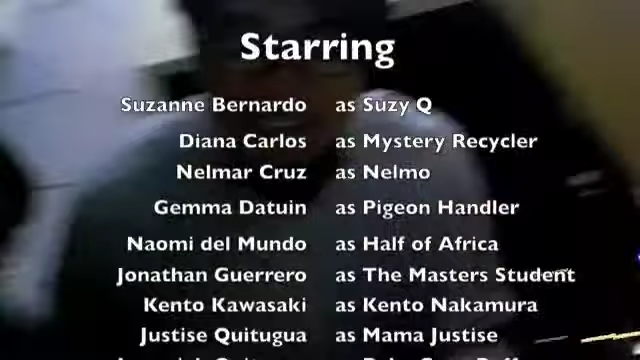 Starring
Suzanne Bernardo as Suzy Q
Diana Carlos as Mystery Recycler
Nelmar Cruz as Nelmo
Gemma Datuin as Pigeon Handler
Naomi del Mundo as Half of Africa
Jonathan Guerrero as The Masters Student
Kento Kawasaki as Kento Nakamura
Justise Quitugua as Mama Justise